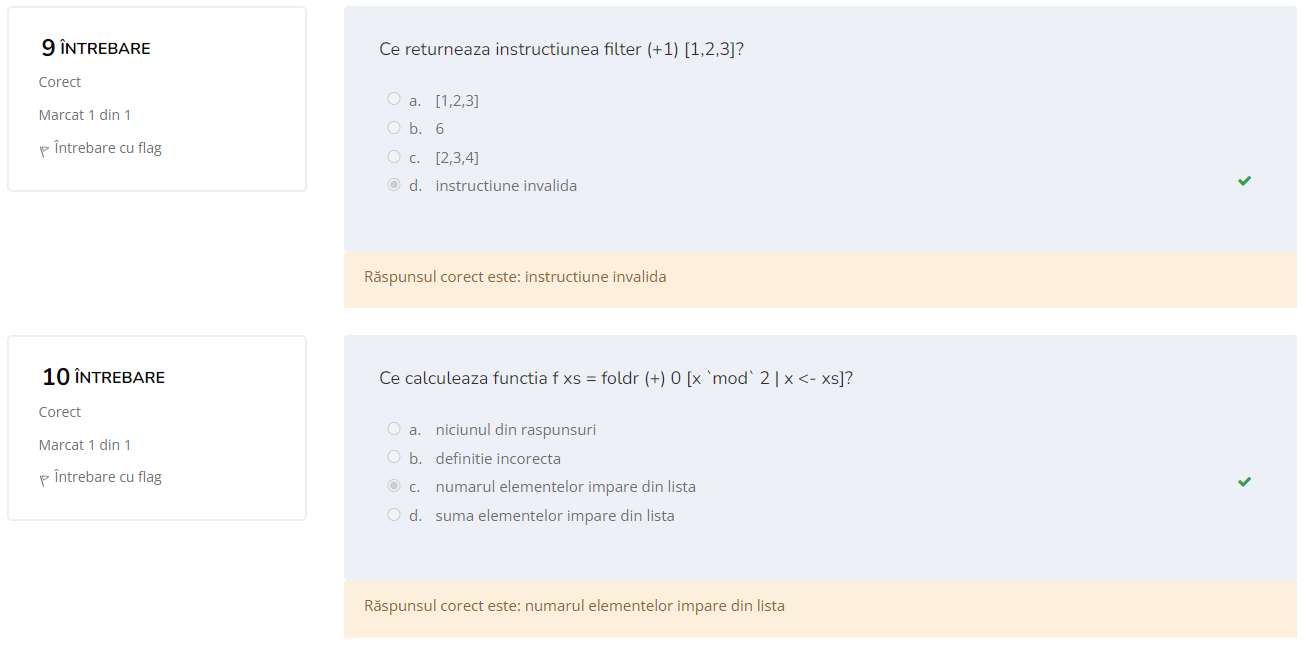 9 ÎNTREBARE
Corect
Marcat 1 din 1
Întrebare cu flag
Ce returneaza instructiunea filter (+1) [1,2,3]?
a. [1,2,3]
b. 6
c. [2,3,4]
d. instructiune invalida
Răspunsul corect este: instructiune invalida
10 ÎNTREBARE
Corect
Marcat 1 din 1
Întrebare cu flag
Ce calculeaza functia f xs = foldr (+) 0 [x `mod` 2 | x <- xs]?
a. niciunul din raspunsuri
b. definitie incorecta
c. numarul elementelor impare din lista
d. suma elementelor impare din lista
Răspunsul corect este: numarul elementelor impare din lista